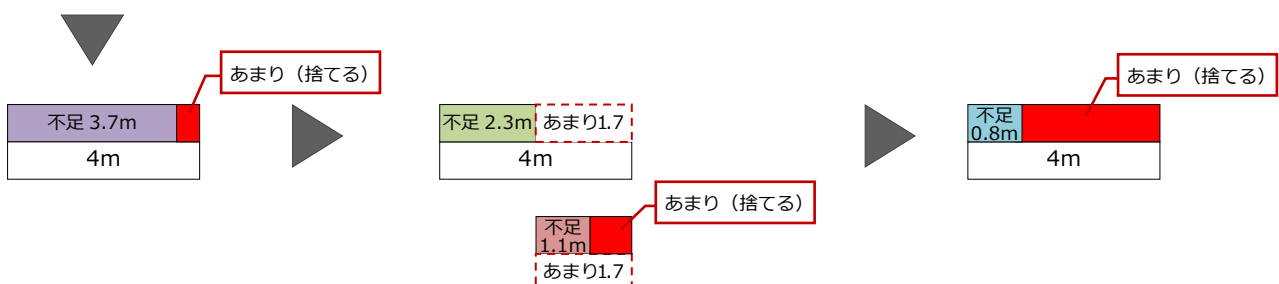 あまり（捨てる）
不足 3.7m
4m
不足 2.3m
あまり1.7
4m
あまり（捨てる）
不足
1.1m
あまり1.7
あまり（捨てる）
不足
0.8m
4m